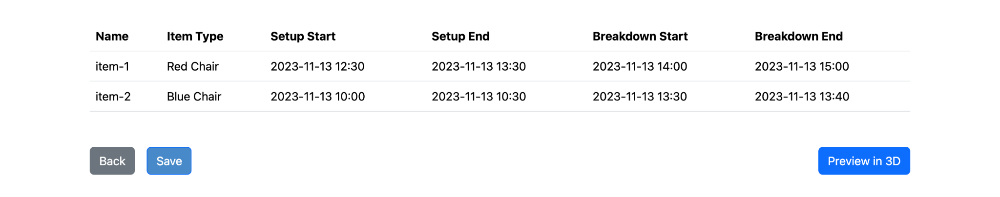 Name Item Type Setup Start Setup End Breakdown Start Breakdown End
item-1 Red Chair 2023-11-13 12:30 2023-11-13 13:30 2023-11-13 14:00 2023-11-13 15:00
item-2 Blue Chair 2023-11-13 10:00 2023-11-13 10:30 2023-11-13 13:30 2023-11-13 13:40
Back Save Preview in 3D